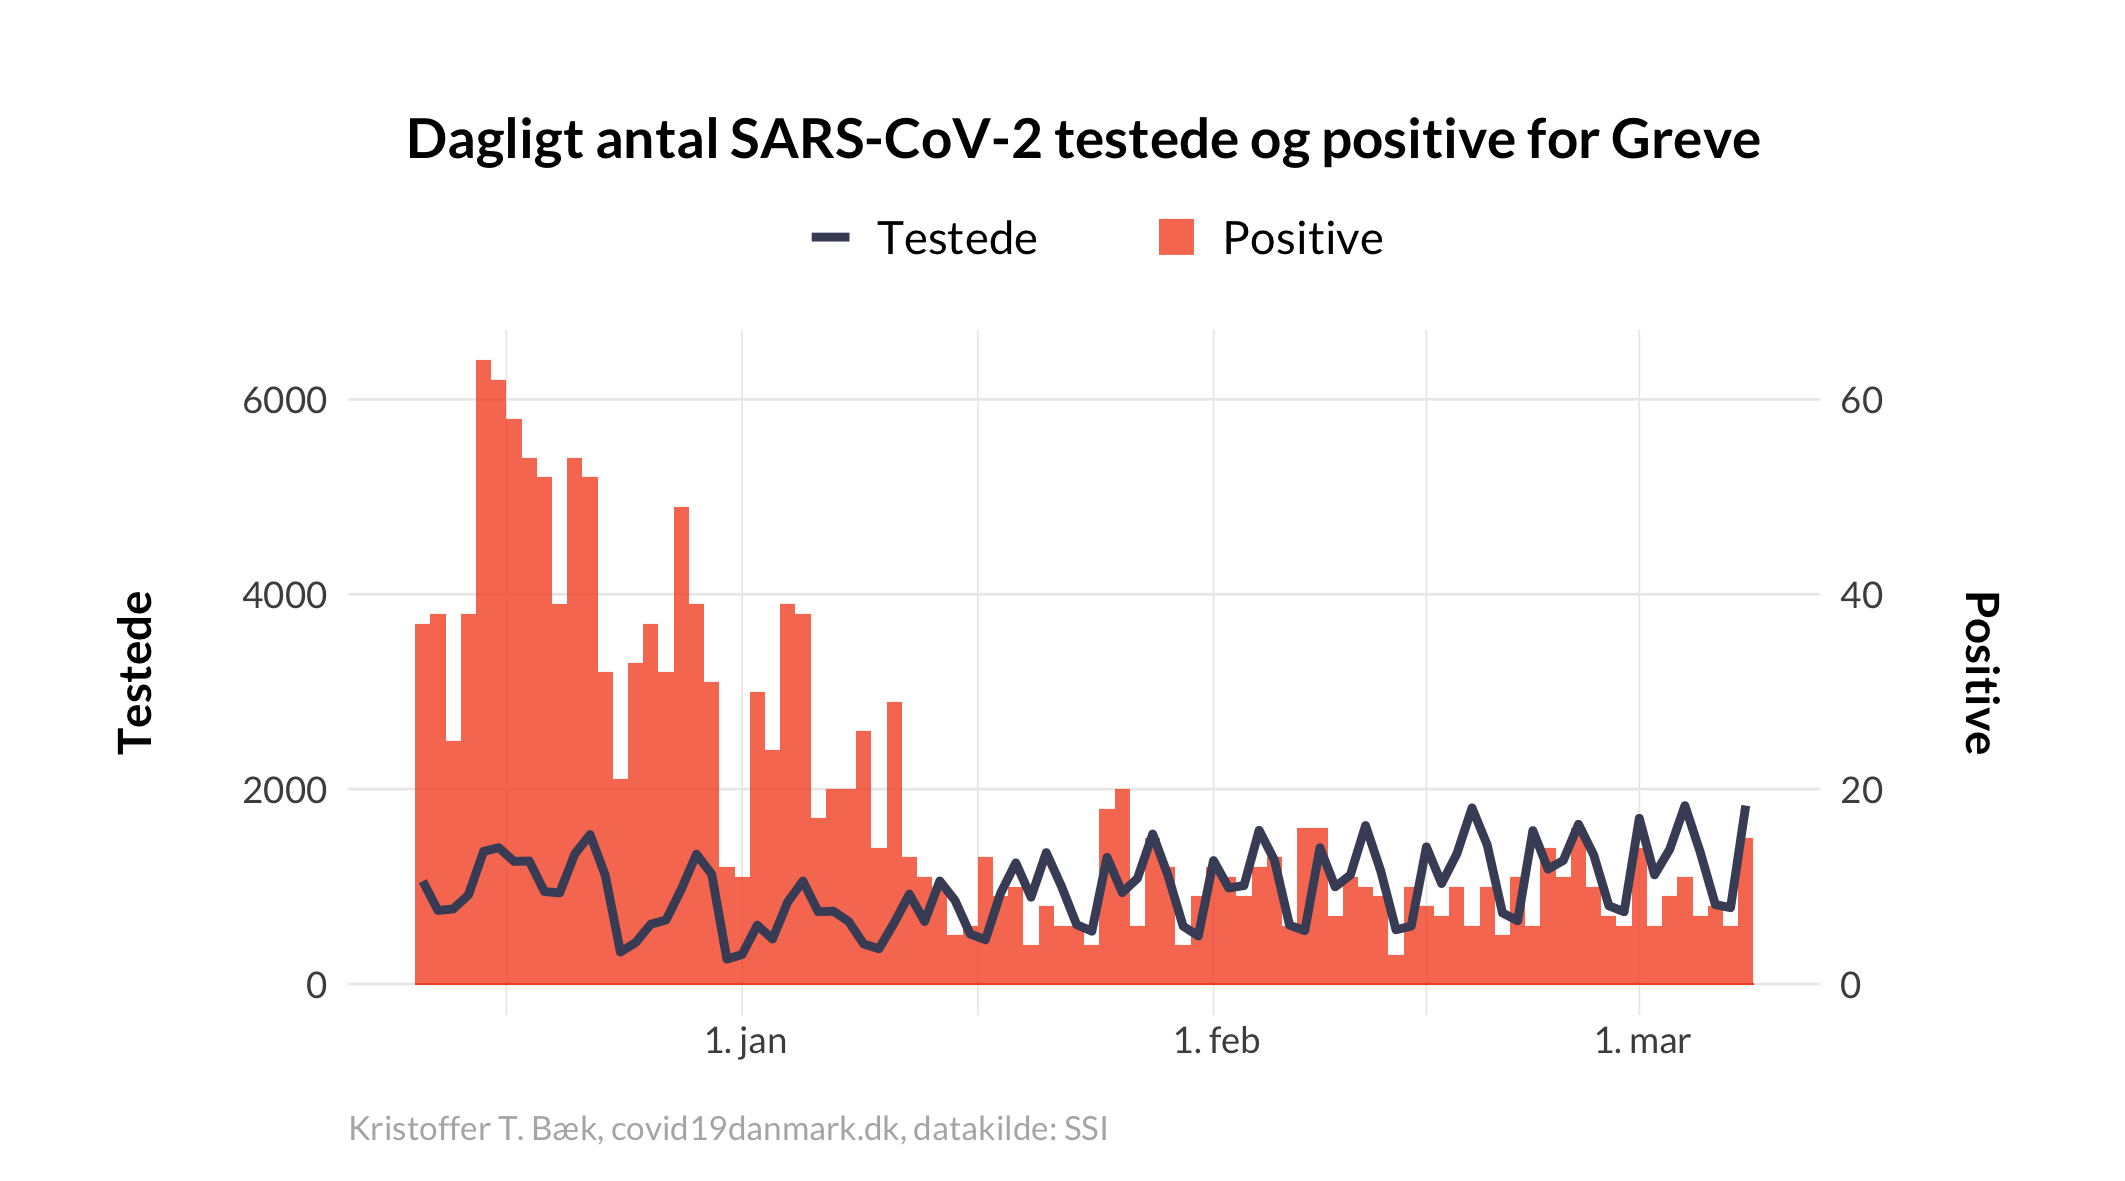 Dagligt antal SARS-CoV-2 testede og positive for Greve
Testede
Positive
6000
4000
2000
0
60
40
20
0
Testede
Positive
1. jan
1. feb
1. mar
Kristoffer T. Bæk, covid19danmark.dk, datakilde: SSI